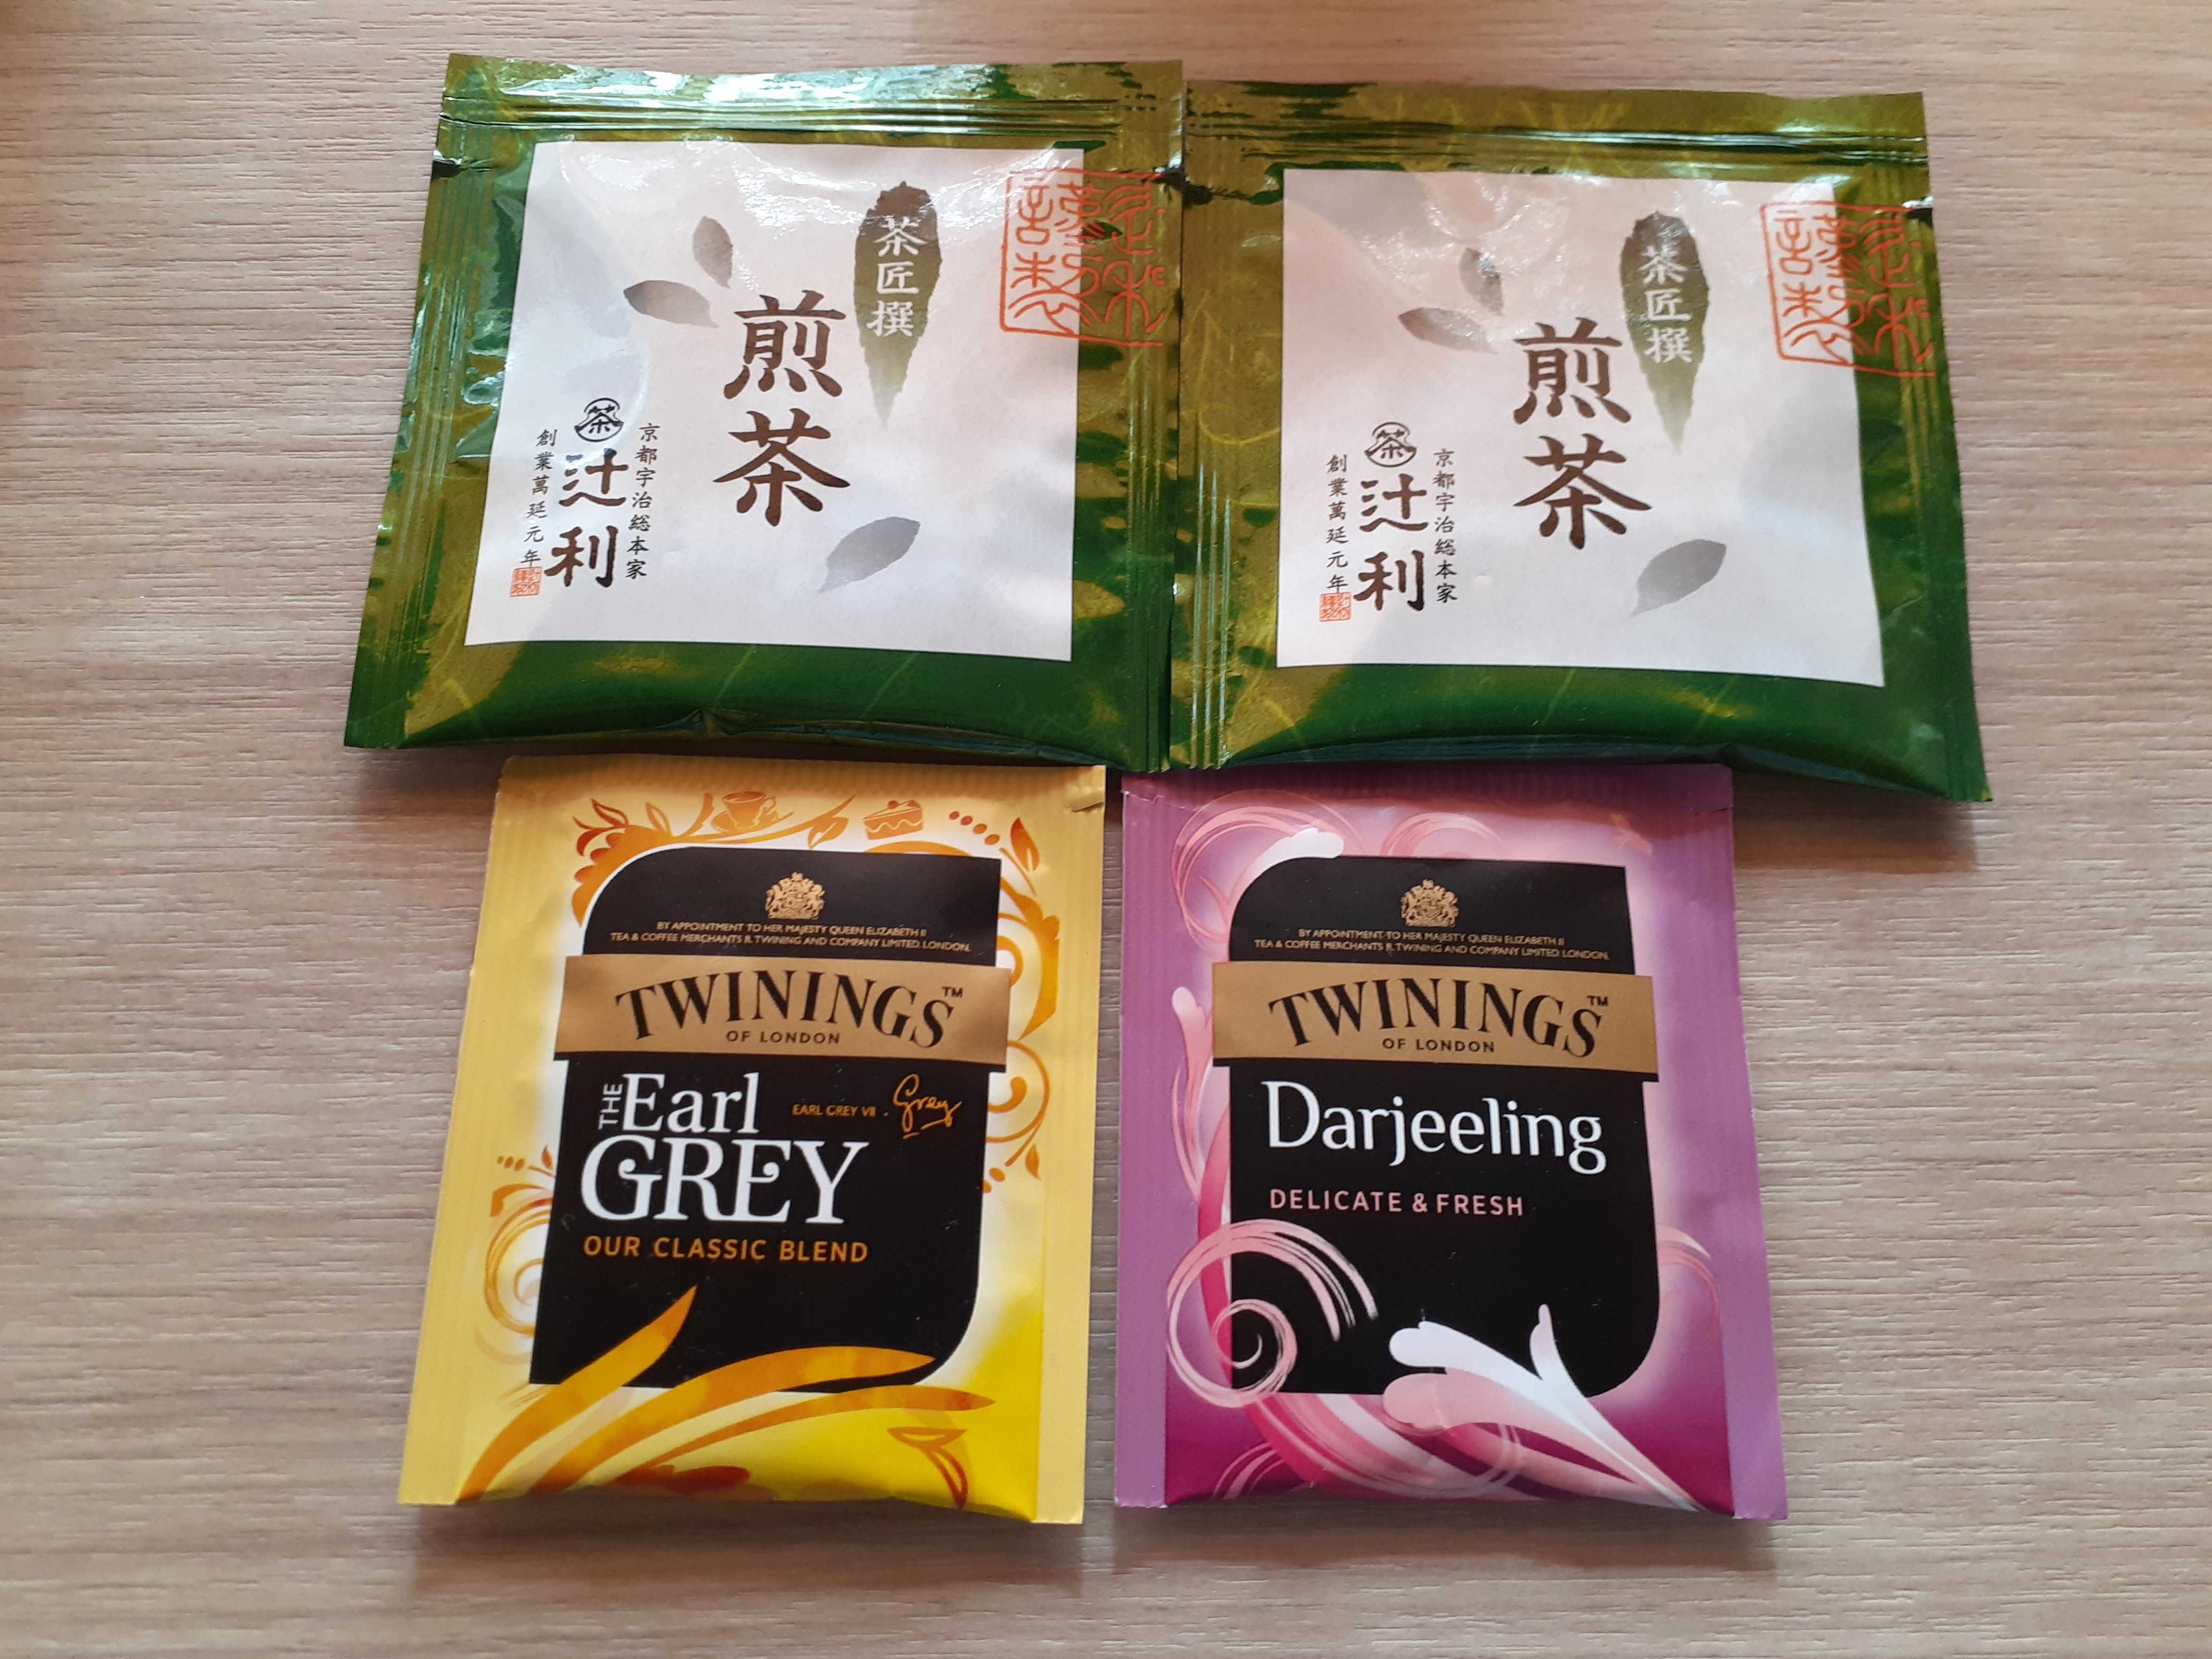 茶匠撰
煎茶
茶
京都宇治総本家
辻利
創業萬延元年
茶匠撰
煎茶
茶
京都宇治総本家
辻利
創業萬延元年
BY APPOINTMENT TO HER MAJESTY QUEEN ELIZABETH II
TEA & COFFEE MERCHANTS R. TWINING AND COMPANY LIMITED. LONDON.
TWININGS™
OF LONDON
THE Earl
EARL GREY VII . Grey
GREY
OUR CLASSIC BLEND
BY APPOINTMENT TO HER MAJESTY QUEEN ELIZABETH II
TEA & COFFEE MERCHANTS R. TWINING AND COMPANY LIMITED. LONDON.
TWININGS™
OF LONDON
Darjeeling
DELICATE & FRESH